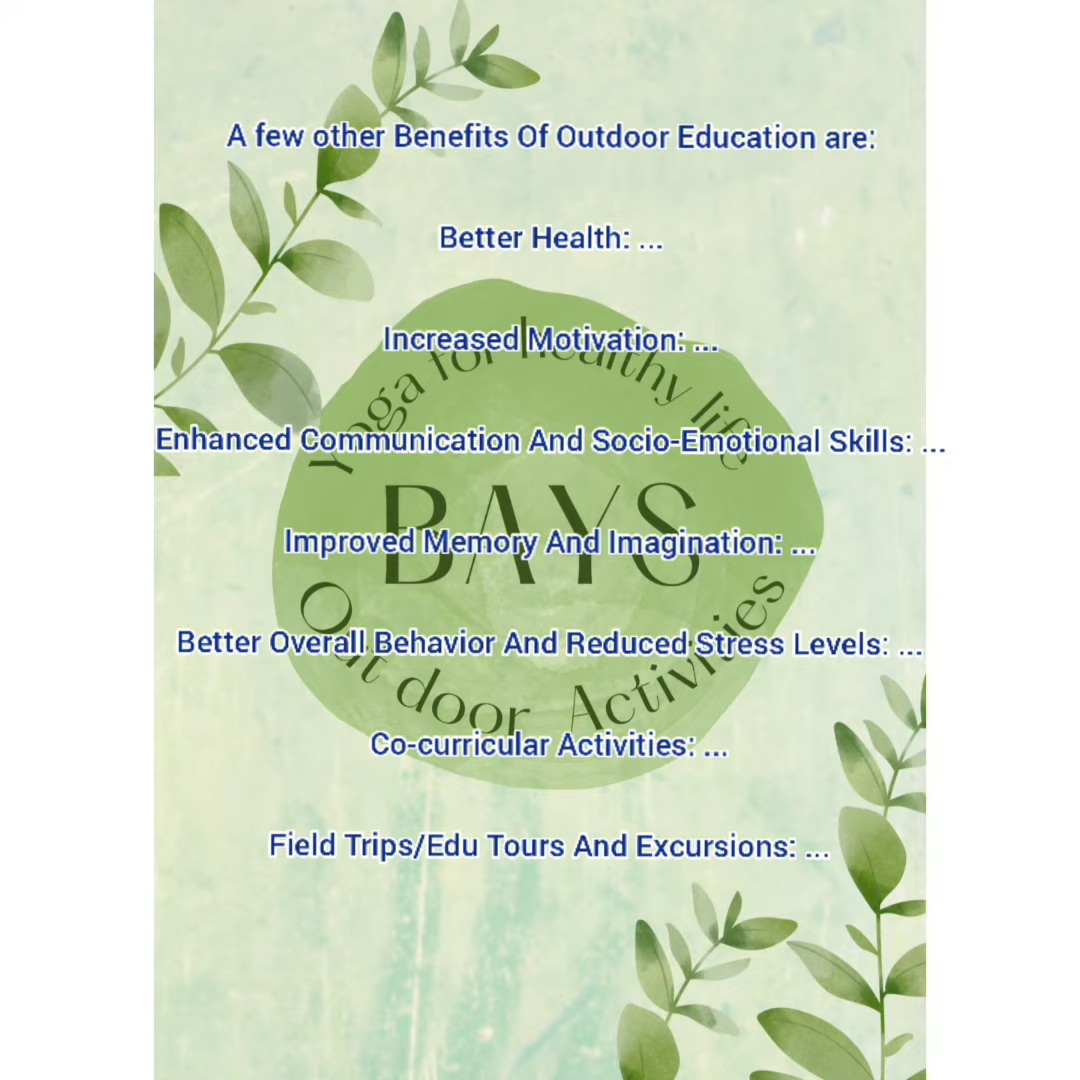 A few other Benefits Of Outdoor Education are:
Better Health: ...
Increased Motivation: ...
Yoga for healthy life
Enhanced Communication And Socio-Emotional Skills: ...
BAYS
Improved Memory And Imagination: ...
Better Overall Behavior And Reduced Stress Levels: ...
Out door Activities
Co-curricular Activities: ...
Field Trips/Edu Tours And Excursions: ...